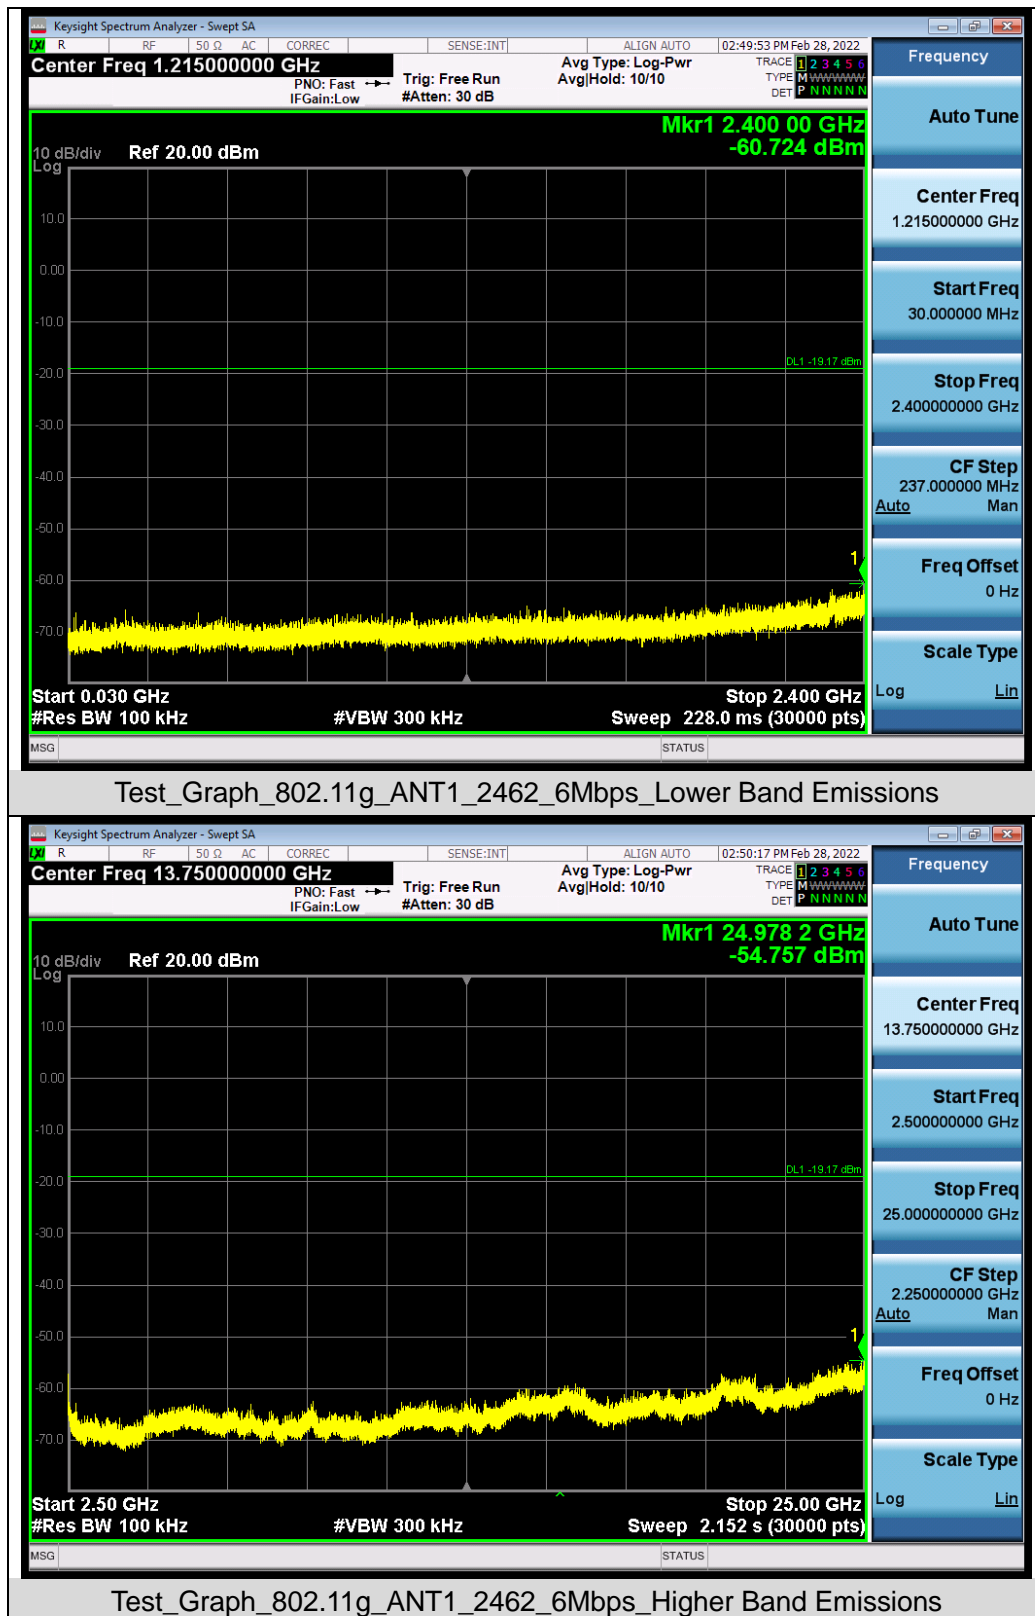 Keysight Spectrum Analyzer - Swept SA
LXI R RF 50 Ω AC CORREC SENSE:INT ALIGN AUTO 02:49:53 PM Feb 28, 2022
Center Freq 1.215000000 GHz
PNO: Fast
IFGain:Low
Trig: Free Run
#Atten: 30 dB
Avg Type: Log-Pwr
Avg|Hold: 10/10
TRACE 1 2 3 4 5 6
TYPE M WWWWW
DET P N N N N N
Frequency
Mkr1 2.400 00 GHz
-60.724 dBm
10 dB/div Ref 20.00 dBm
Log
10.0
0.00
-10.0
-20.0
-30.0
-40.0
-50.0
-60.0
-70.0
DL1 -19.17 dBm
1
Start 0.030 GHz Stop 2.400 GHz
#Res BW 100 kHz #VBW 300 kHz Sweep 228.0 ms (30000 pts)
MSG STATUS
Auto Tune
Center Freq
1.215000000 GHz
Start Freq
30.000000 MHz
Stop Freq
2.400000000 GHz
CF Step
237.000000 MHz
Auto Man
Freq Offset
0 Hz
Scale Type
Log Lin
Test_Graph_802.11g_ANT1_2462_6Mbps_Lower Band Emissions
Keysight Spectrum Analyzer - Swept SA
LXI R RF 50 Ω AC CORREC SENSE:INT ALIGN AUTO 02:50:17 PM Feb 28, 2022
Center Freq 13.750000000 GHz
PNO: Fast
IFGain:Low
Trig: Free Run
#Atten: 30 dB
Avg Type: Log-Pwr
Avg|Hold: 10/10
TRACE 1 2 3 4 5 6
TYPE M WWWWW
DET P N N N N N
Frequency
Mkr1 24.978 2 GHz
-54.757 dBm
10 dB/div Ref 20.00 dBm
Log
10.0
0.00
-10.0
-20.0
-30.0
-40.0
-50.0
-60.0
-70.0
DL1 -19.17 dBm
1
Start 2.50 GHz Stop 25.00 GHz
#Res BW 100 kHz #VBW 300 kHz Sweep 2.152 s (30000 pts)
MSG STATUS
Auto Tune
Center Freq
13.750000000 GHz
Start Freq
2.500000000 GHz
Stop Freq
25.000000000 GHz
CF Step
2.250000000 GHz
Auto Man
Freq Offset
0 Hz
Scale Type
Log Lin
Test_Graph_802.11g_ANT1_2462_6Mbps_Higher Band Emissions